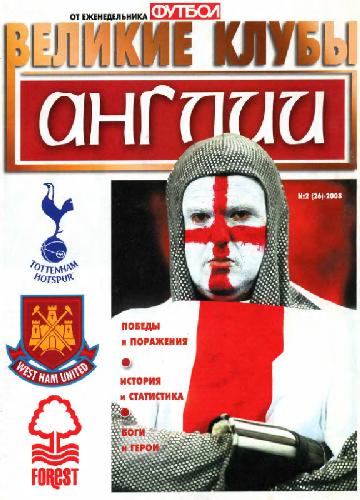 ОТ ЕЖЕНЕДЕЛЬНИКА ФУТБОЛ
ВЕЛИКИЕ КЛУБЫ
АНГЛИИ
№2 (26)·2008
TOTTENHAM
HOTSPUR
WEST HAM UNITED
FOREST
ПОБЕДЫ
и ПОРАЖЕНИЯ
ИСТОРИЯ
и СТАТИСТИКА
БОГИ
и ГЕРОИ